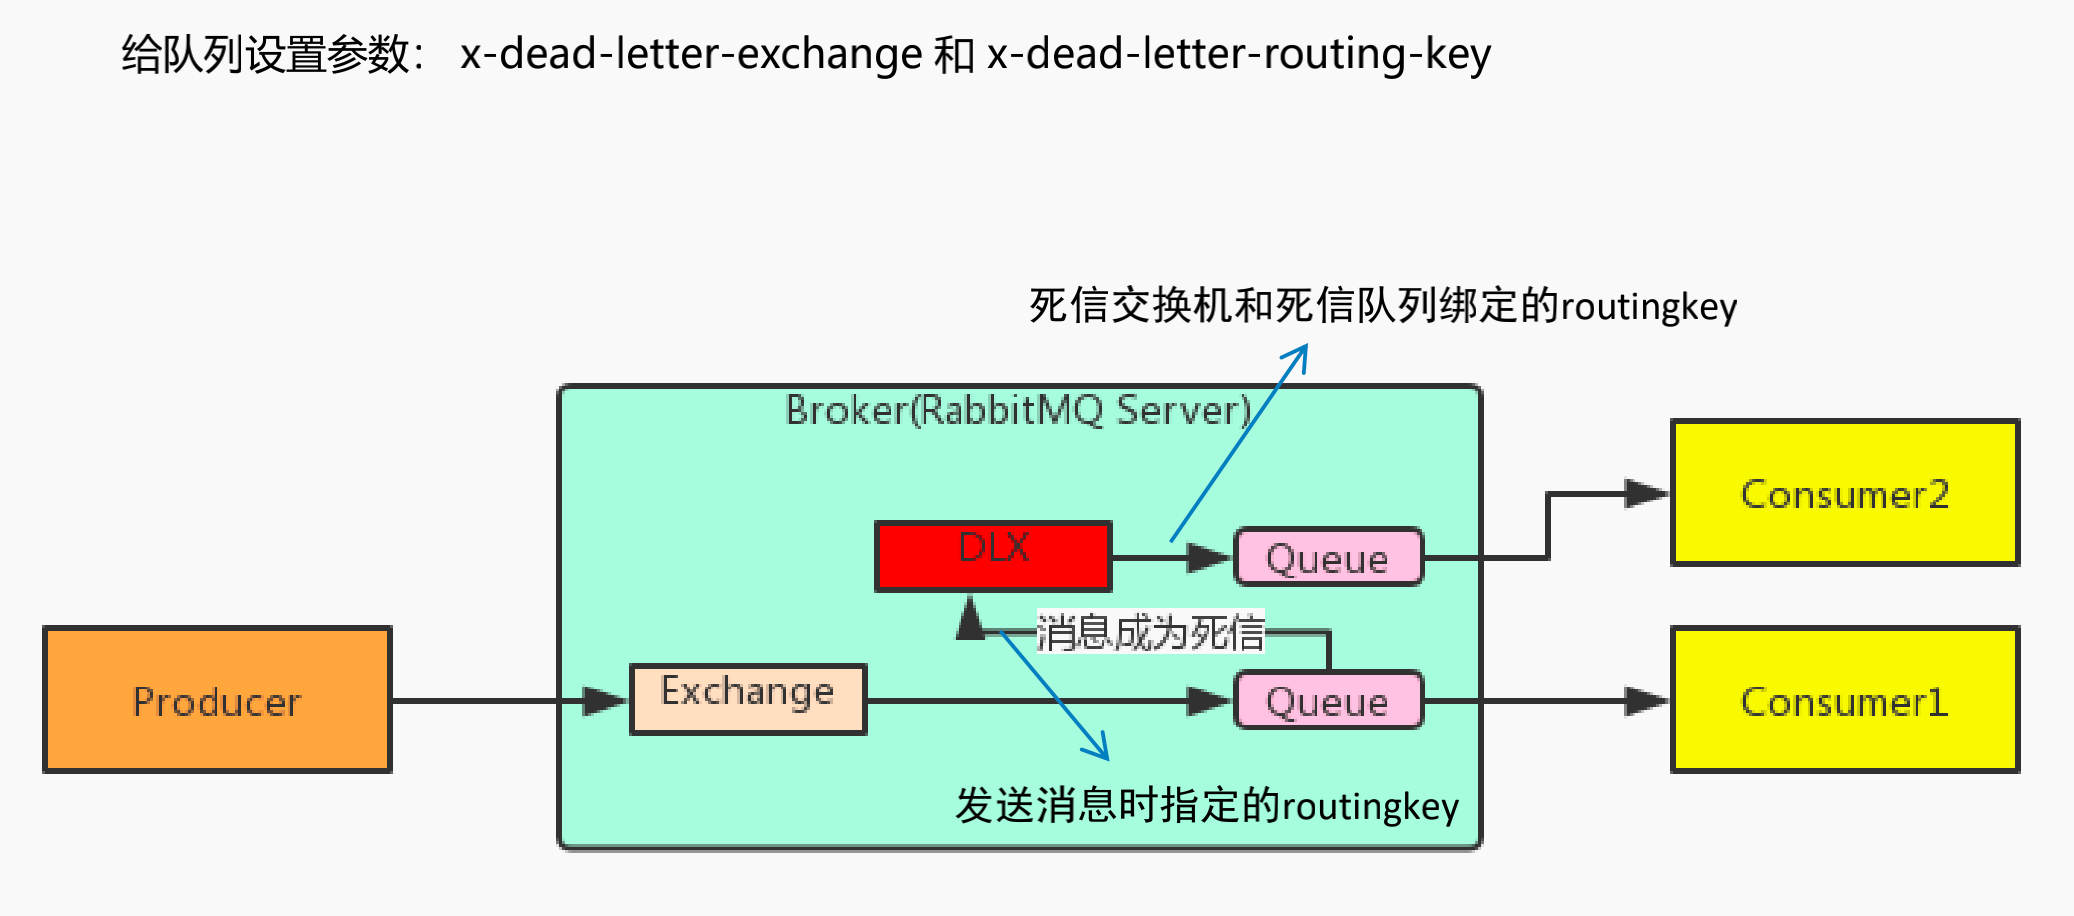 给队列设置参数： x-dead-letter-exchange 和 x-dead-letter-routing-key
死信交换机和死信队列绑定的routingkey
Broker(RabbitMQ Server)
DLX
Queue
Consumer2
消息成为死信
Producer
Exchange
Queue
Consumer1
发送消息时指定的routingkey